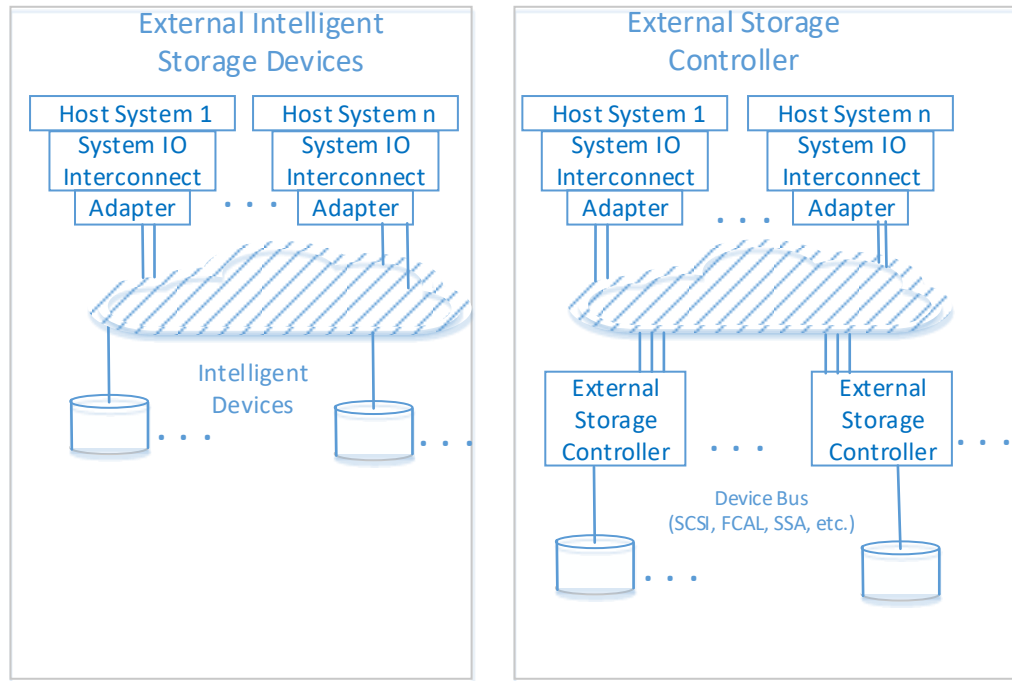 External Intelligent
Storage Devices
Host System 1
System IO
Interconnect
Adapter
. . .
Host System n
System IO
Interconnect
Adapter
Intelligent
Devices
. . .
. . .
External Storage
Controller
Host System 1
System IO
Interconnect
Adapter
. . .
Host System n
System IO
Interconnect
Adapter
External
Storage
Controller
. . .
External
Storage
Controller
. . .
Device Bus
(SCSI, FCAL, SSA, etc.)
. . .